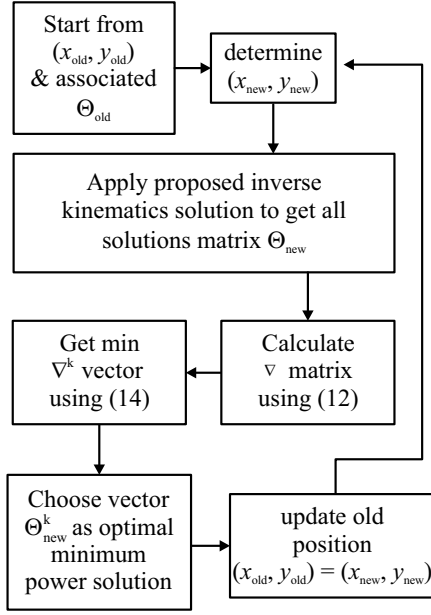 Start from
(x_old, y_old)
& associated
Θ_old
determine
(x_new, y_new)
Apply proposed inverse
kinematics solution to get all
solutions matrix Θ_new
Get min
∇^k vector
using (14)
Calculate
∇ matrix
using (12)
Choose vector
Θ^k_new as optimal
minimum
power solution
update old
position
(x_old, y_old) = (x_new, y_new)